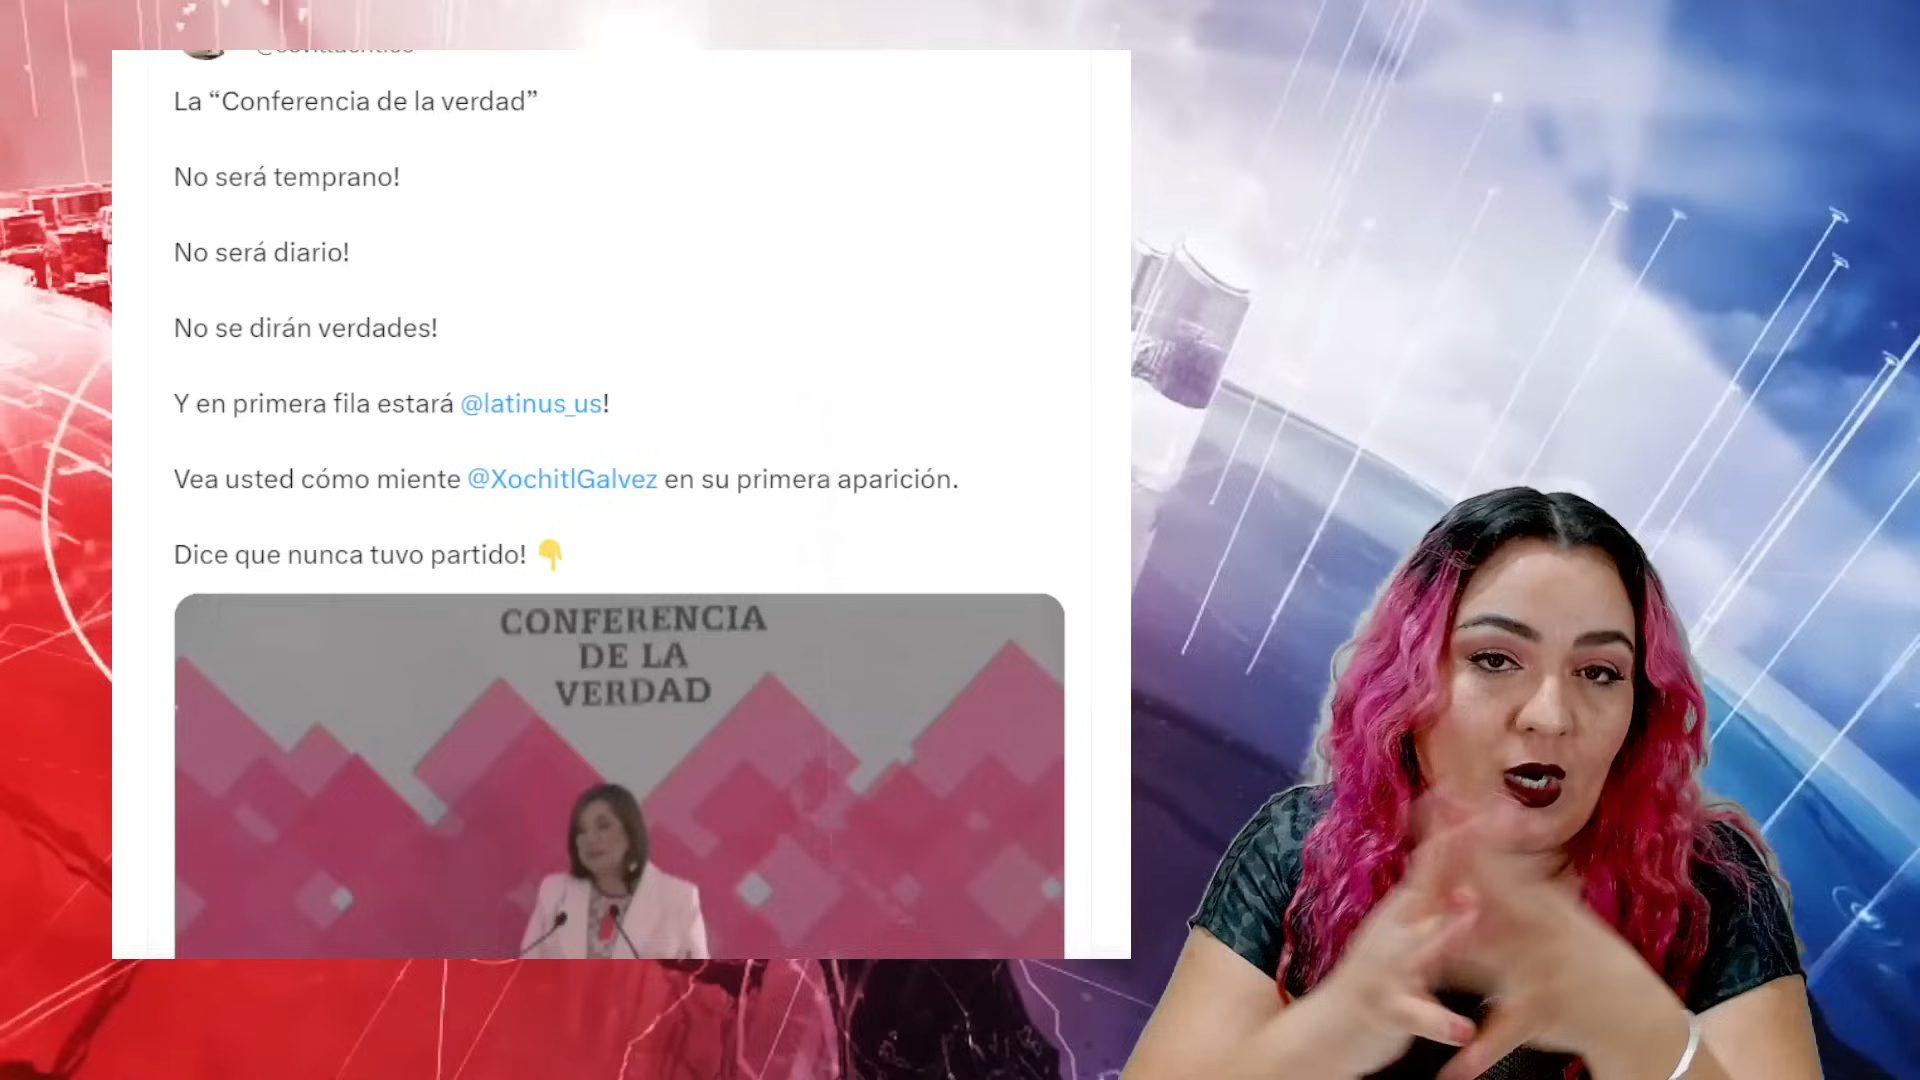 La “Conferencia de la verdad”
No será temprano!
No será diario!
No se dirán verdades!
Y en primera fila estará @latinus_us!
Vea usted cómo miente @XochitlGalvez en su primera aparición.
Dice que nunca tuvo partido! 👇
CONFERENCIA
DE LA
VERDAD